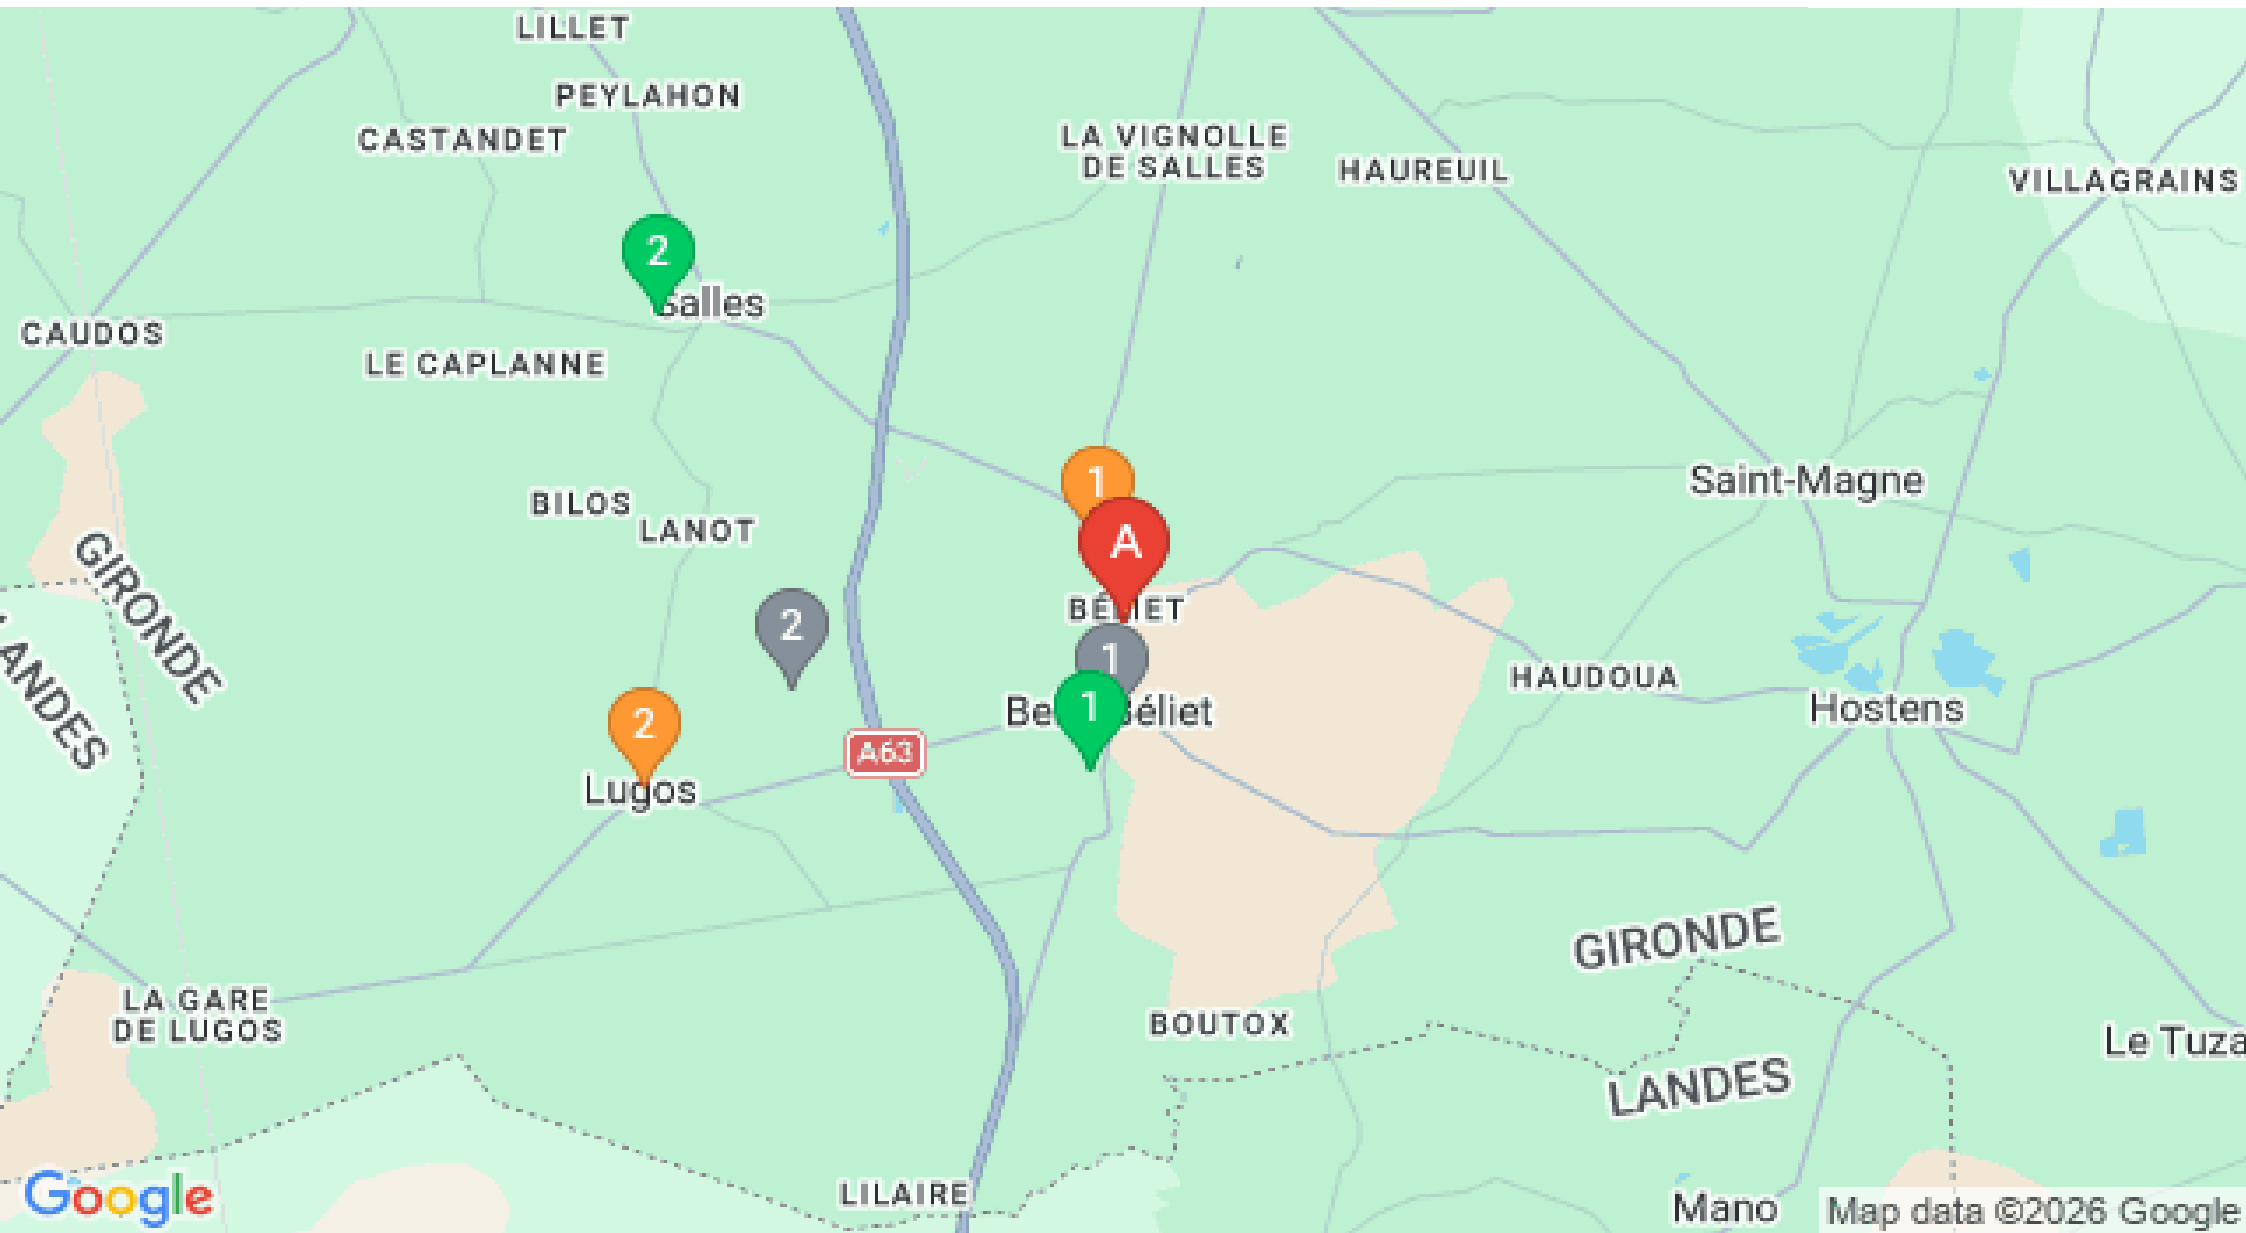 LILLET
PEYLAHON
CASTANDET
LA VIGNOLLE
DE SALLES
HAUREUIL
VILLAGRAINS
2
Salles
CAUDOS
LE CAPLANNE
1
Saint-Magne
BILOS
LANOT
A
GIRONDE
BÉLIET
2
1
LANDES
HAUDOUA
2
1
Hostens
A63
Lugos
GIRONDE
LA GARE
DE LUGOS
BOUTOX
Le Tuza
LANDES
Google
LILAIRE
Mano
Map data ©2026 Google